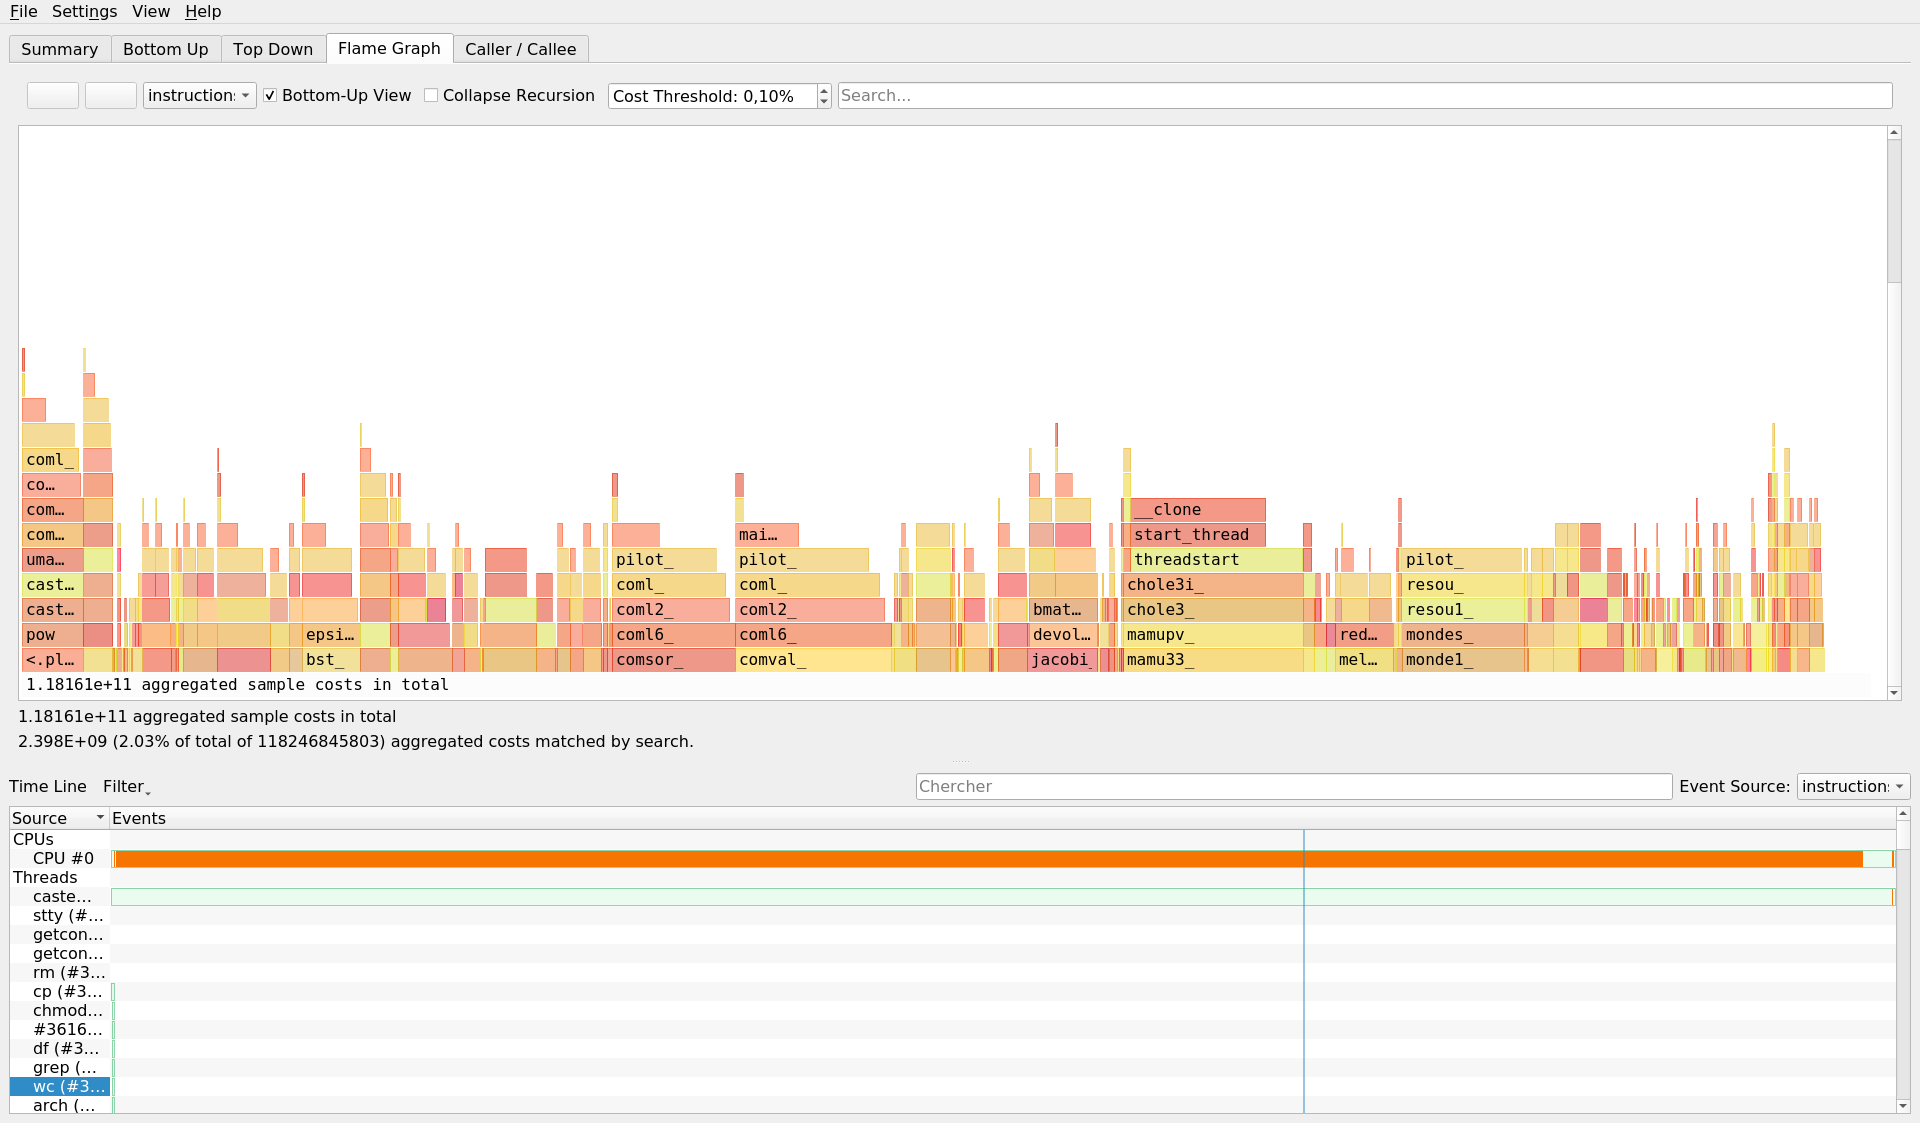 File Settings View Help
Summary Bottom Up Top Down Flame Graph Caller / Callee
instruction: Bottom-Up View Collapse Recursion Cost Threshold: 0,10% Search...
coml_
co...
com... __clone
com... mai... start_thread
uma... pilot_ pilot_ threadstart pilot_
cast... coml_ coml_ chole3i_ resou_
cast... coml2_ coml2_ bmat... chole3_ resou1_
pow epsi... coml6_ coml6_ devol... mamupv_ red... mondes_
<.pl... bst_ comsor_ comval_ jacobi_ mamu33_ mel... monde1_
1.18161e+11 aggregated sample costs in total
1.18161e+11 aggregated sample costs in total
2.398E+09 (2.03% of total of 118246845803) aggregated costs matched by search.
Time Line Filter Chercher Event Source: instruction:
Source Events
CPUs
CPU #0
Threads
caste...
stty (#...
getcon...
getcon...
rm (#3...
cp (#3...
chmod...
#3616...
df (#3...
grep (...
wc (#3...
arch (...